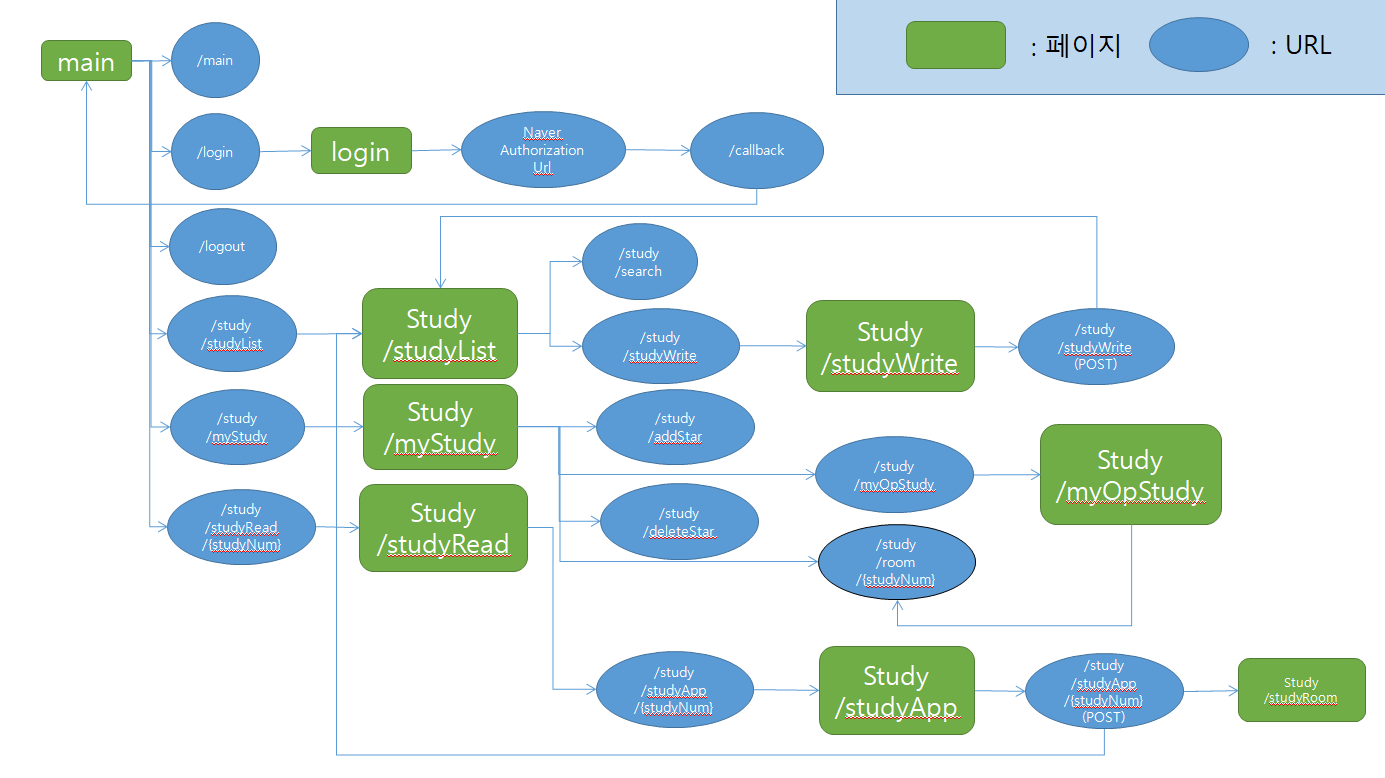 : 페이지
: URL
main
/main
/login
login
Naver
Authorization
Url
/callback
/logout
/study
/studyList
Study
/studyList
/study
/search
/study
/studyWrite
Study
/studyWrite
/study
/studyWrite
(POST)
/study
/myStudy
Study
/myStudy
/study
/addStar
/study
/myOpStudy
Study
/myOpStudy
/study
/studyRead
/{studyNum}
Study
/studyRead
/study
/deleteStar
/study
/room
/{studyNum}
/study
/studyApp
/{studyNum}
Study
/studyApp
/study
/studyApp
/{studyNum}
(POST)
Study
/studyRoom